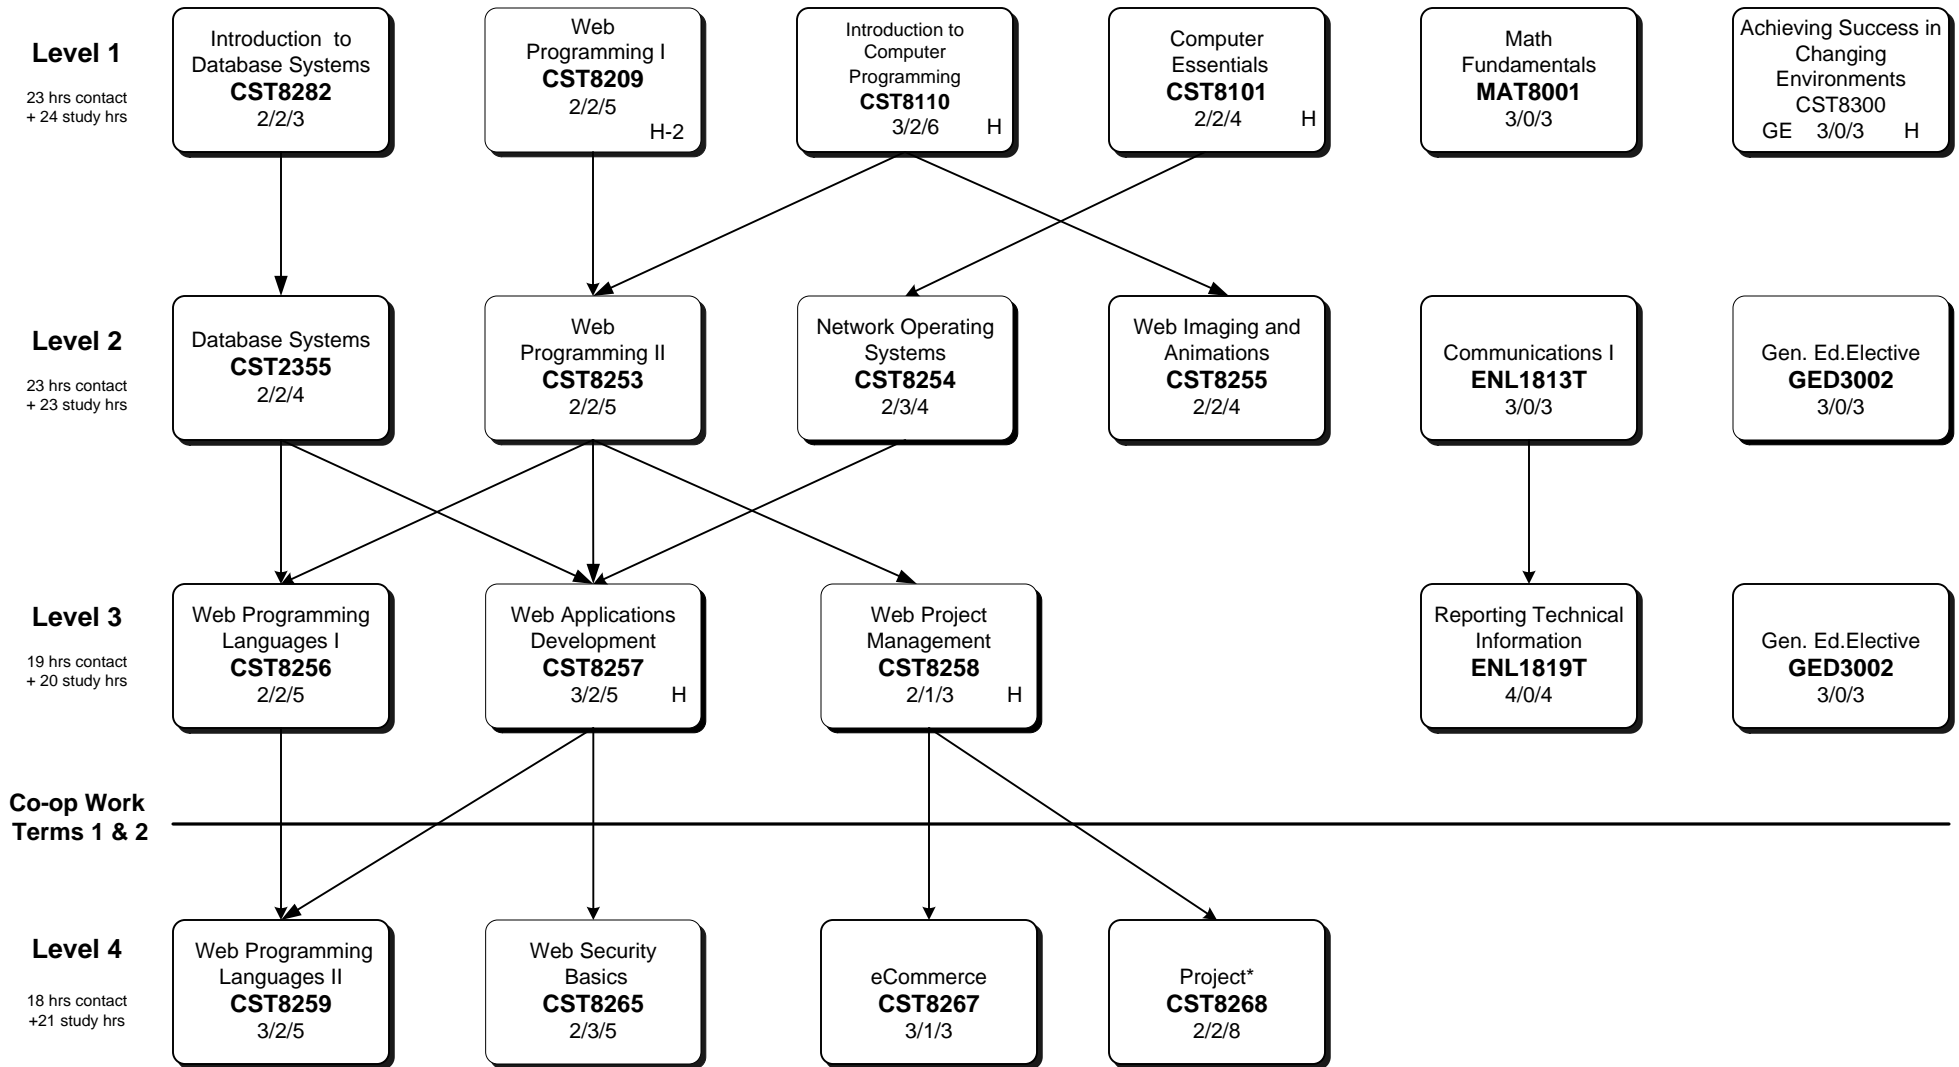 Level 1
23 hrs contact
+ 24 study hrs
Introduction to
Database Systems
CST8282
2/2/3
Web
Programming I
CST8209
2/2/5
H-2
Introduction to
Computer
Programming
CST8110
3/2/6 H
Computer
Essentials
CST8101
2/2/4 H
Math
Fundamentals
MAT8001
3/0/3
Achieving Success in
Changing
Environments
CST8300
GE 3/0/3 H
Level 2
23 hrs contact
+ 23 study hrs
Database Systems
CST2355
2/2/4
Web
Programming II
CST8253
2/2/5
Network Operating
Systems
CST8254
2/3/4
Web Imaging and
Animations
CST8255
2/2/4
Communications I
ENL1813T
3/0/3
Gen. Ed.Elective
GED3002
3/0/3
Level 3
19 hrs contact
+ 20 study hrs
Web Programming
Languages I
CST8256
2/2/5
Web Applications
Development
CST8257
3/2/5 H
Web Project
Management
CST8258
2/1/3 H
Reporting Technical
Information
ENL1819T
4/0/4
Gen. Ed.Elective
GED3002
3/0/3
Co-op Work
Terms 1 & 2
Level 4
18 hrs contact
+21 study hrs
Web Programming
Languages II
CST8259
3/2/5
Web Security
Basics
CST8265
2/3/5
eCommerce
CST8267
3/1/3
Project*
CST8268
2/2/8